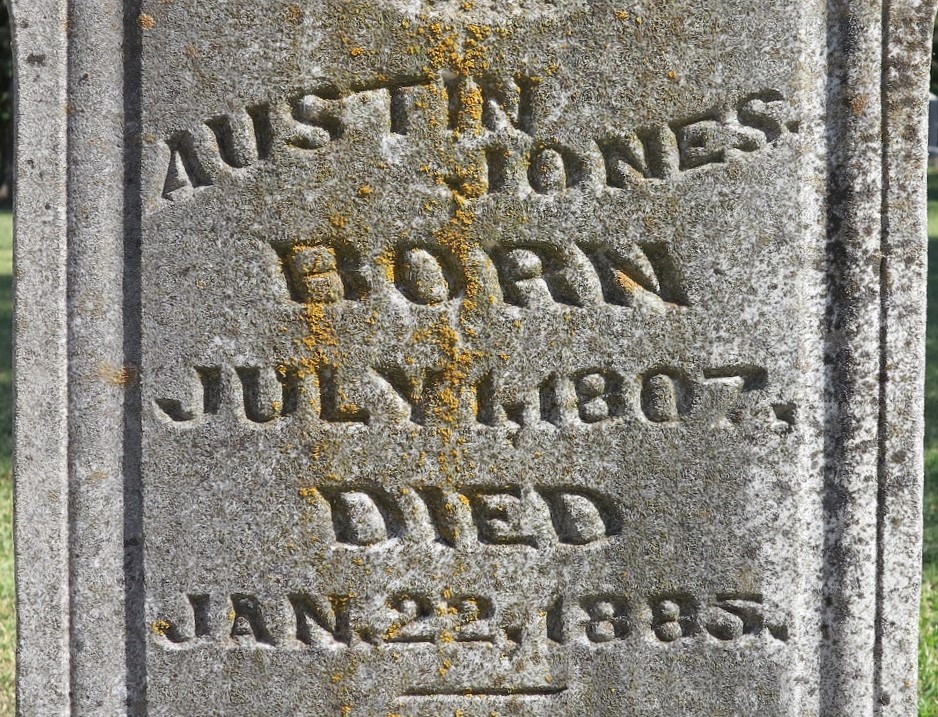 AUSTIN
JONES.
BORN
JULY 1, 1807.
DIED
JAN. 22, 1885.